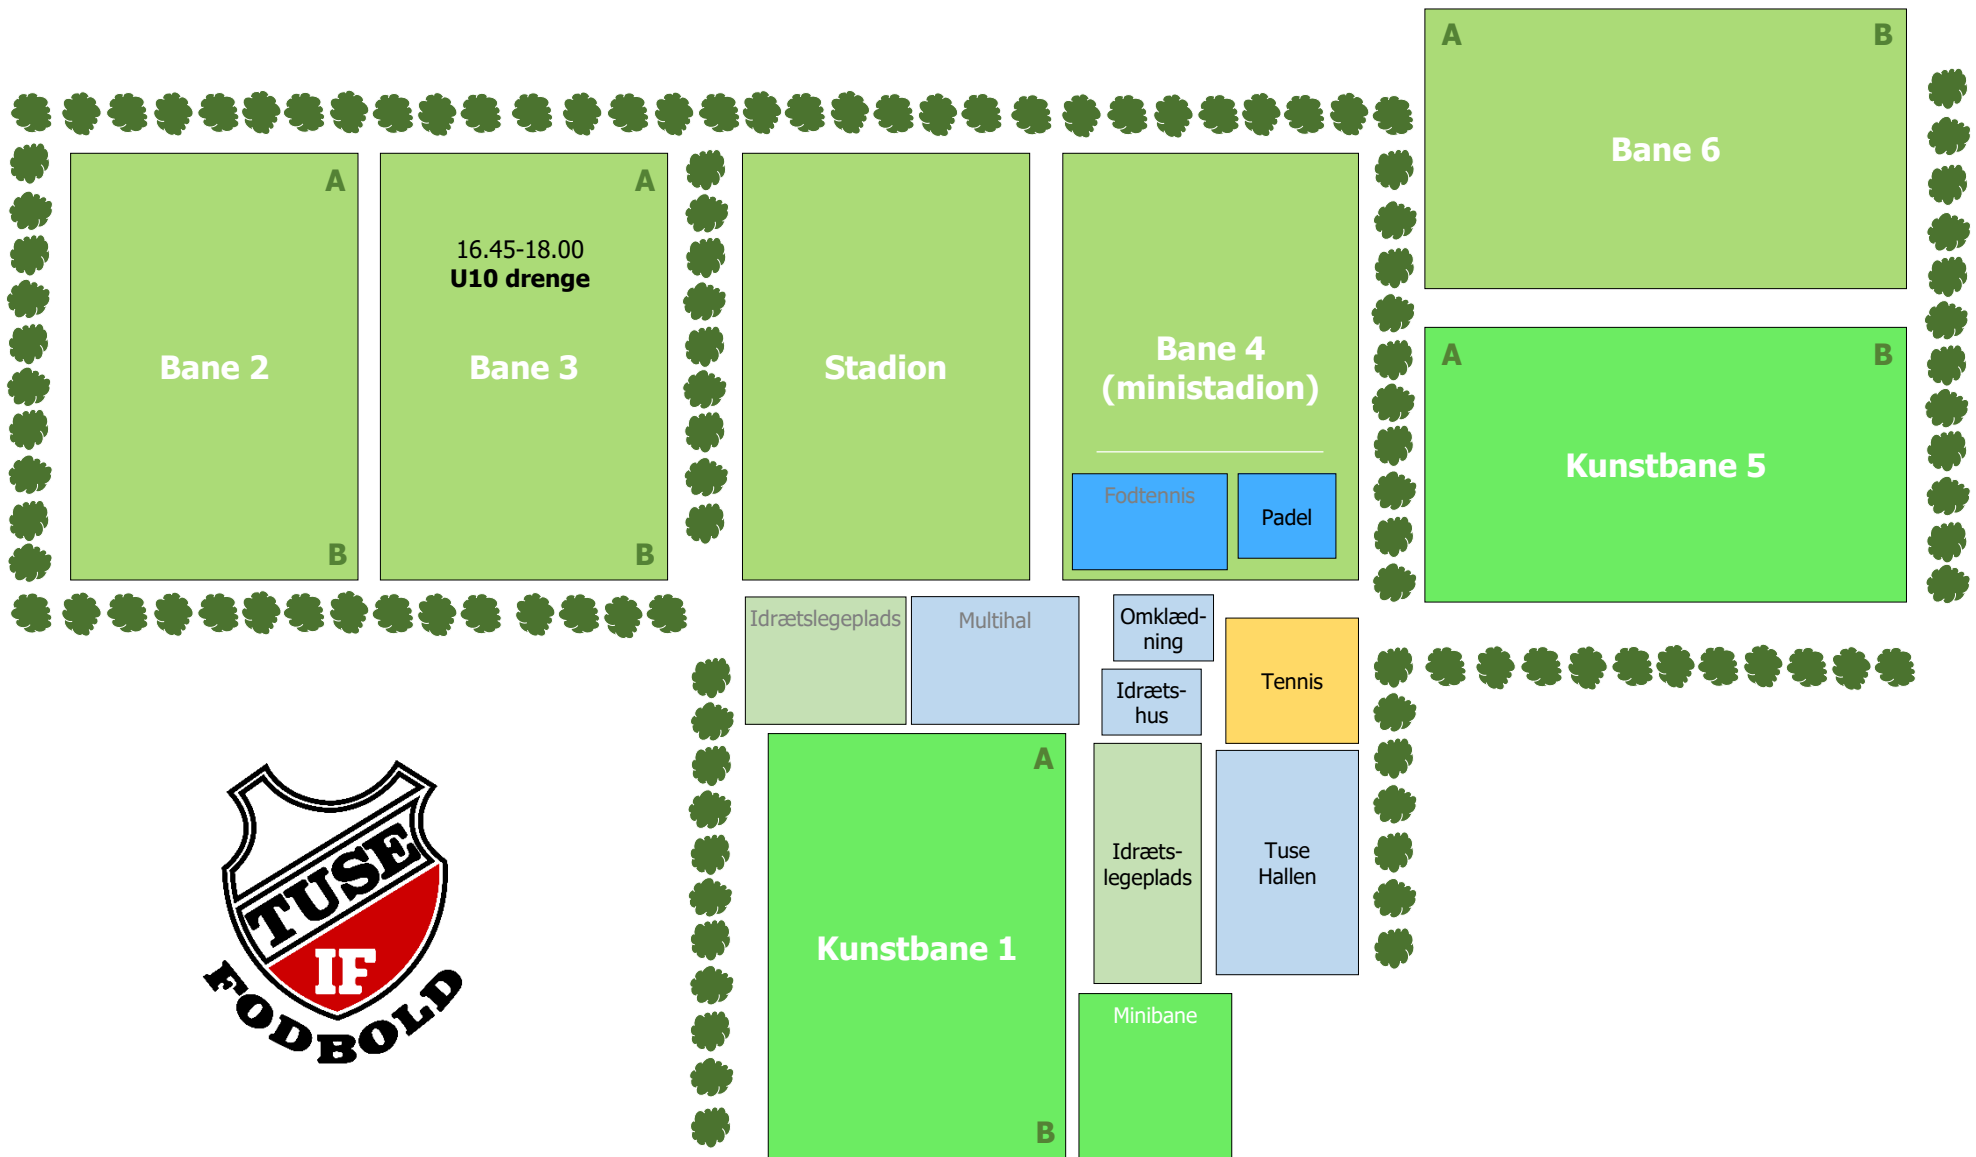 A
B
Bane 6
A
B
Kunstbane 5
A
Bane 2
B
A
16.45-18.00
U10 drenge
Bane 3
B
Stadion
Bane 4
(ministadion)
Fodtennis
Padel
Idrætslegeplads
Multihal
Omklæd-
ning
Idræts-
hus
Tennis
A
Kunstbane 1
B
Idræts-
legeplads
Tuse
Hallen
Minibane
TUSE
IF
FODBOLD